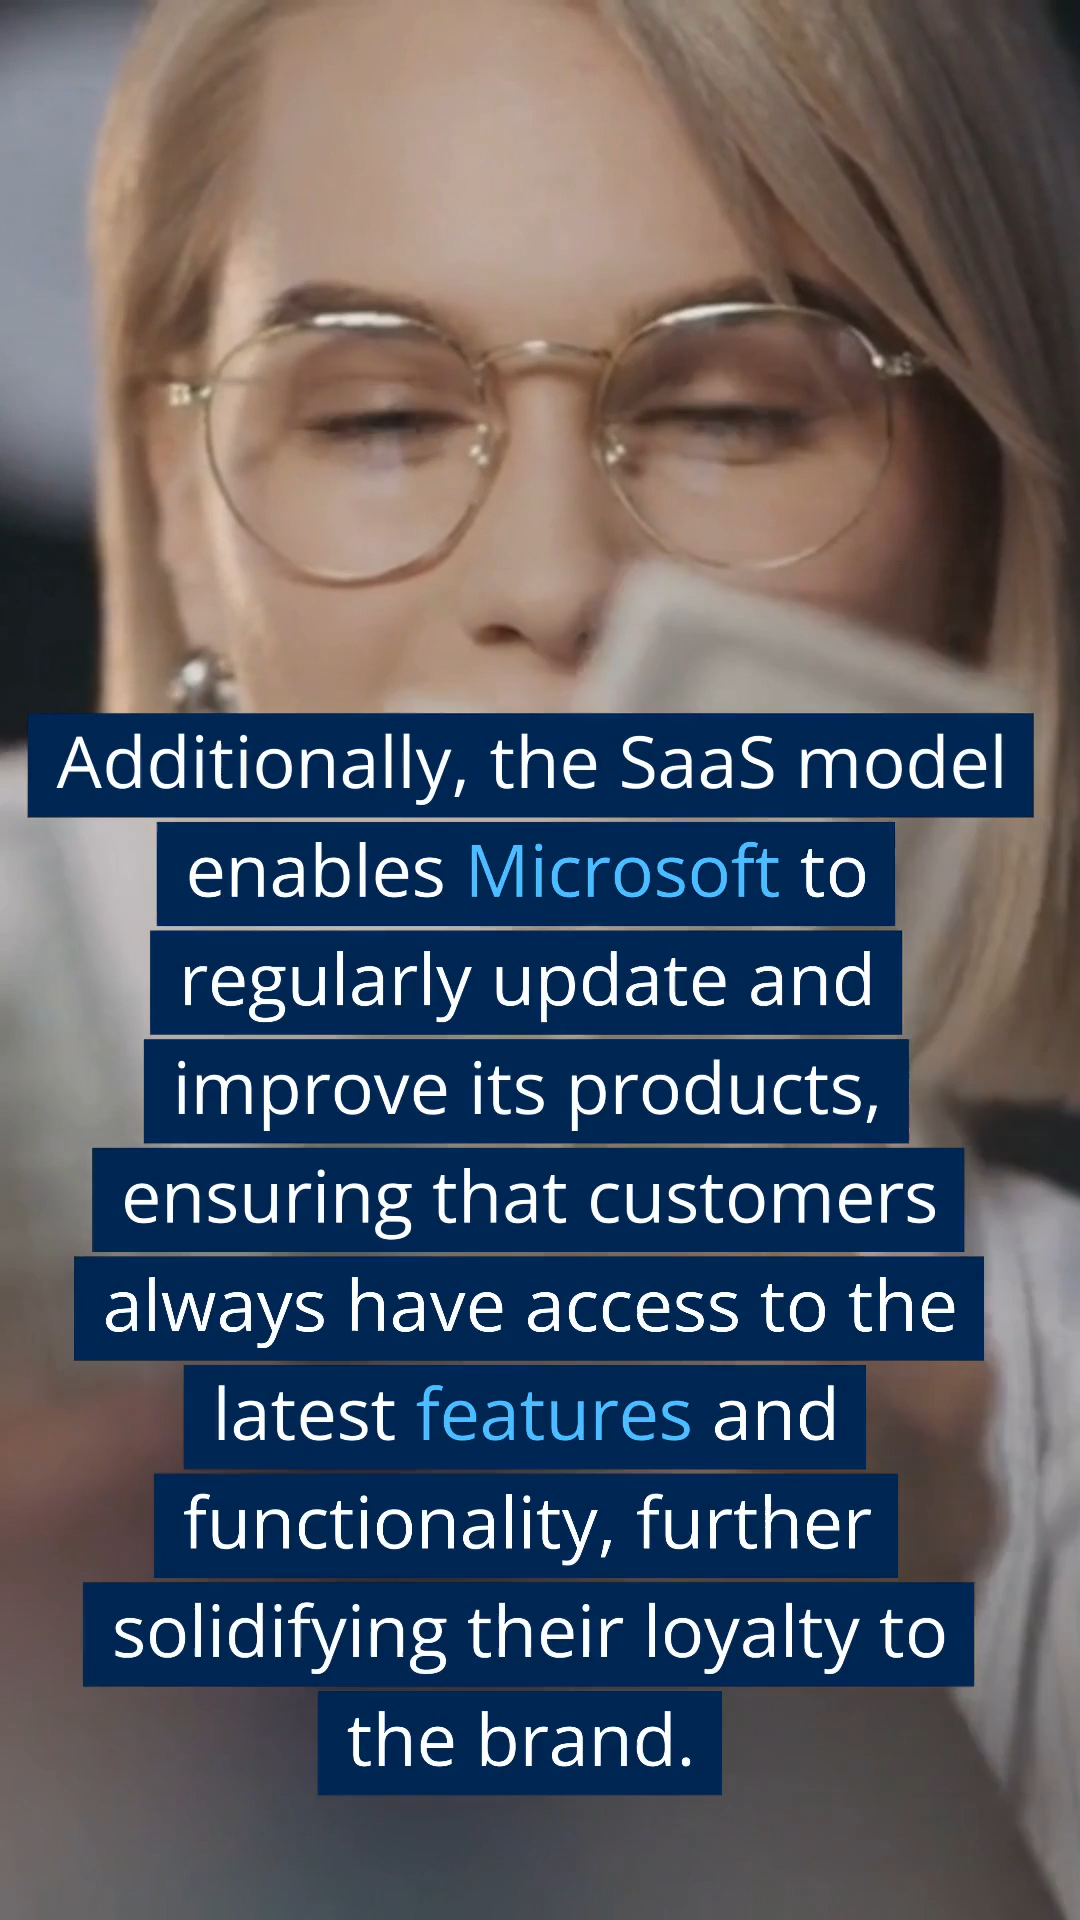 Additionally, the SaaS model
enables Microsoft to
regularly update and
improve its products,
ensuring that customers
always have access to the
latest features and
functionality, further
solidifying their loyalty to
the brand.